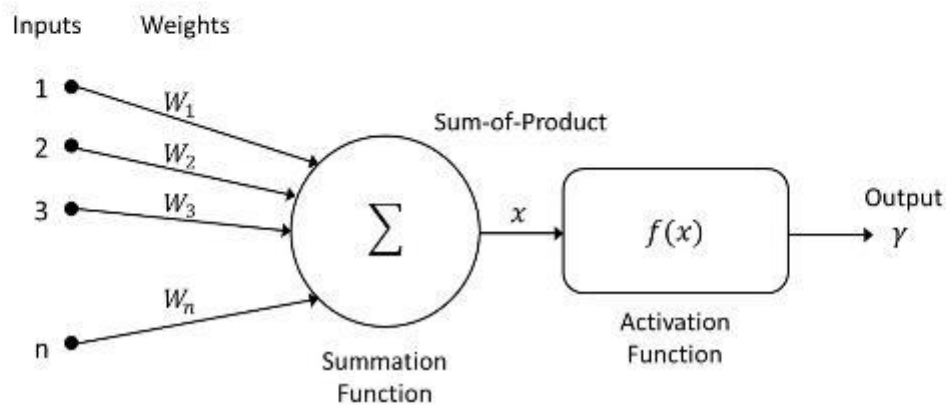 Inputs Weights
1
W₁
Sum-of-Product
2
W₂
3
W₃
∑
x
f(x)
Output
γ
Wₙ
n
Summation
Function
Activation
Function